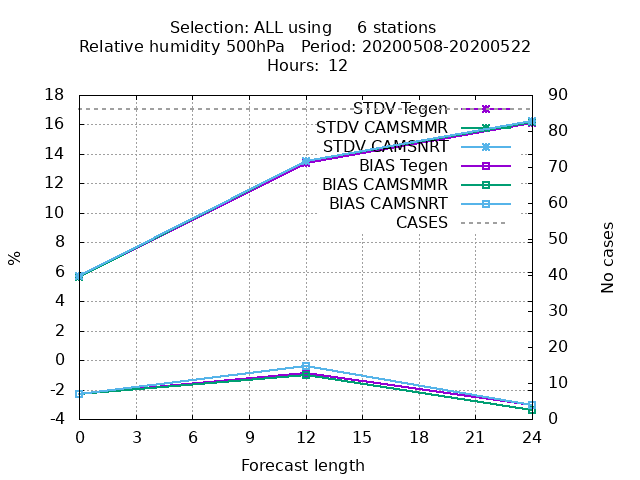 Selection: ALL using     6 stations
Relative humidity 500hPa   Period: 20200508-20200522
Hours:  12
18
16
14
12
10
8
6
4
2
0
-2
-4
%
90
80
70
60
50
40
30
20
10
0
No cases
STDV Tegen
STDV CAMSMMR
STDV CAMSNRT
BIAS Tegen
BIAS CAMSMMR
BIAS CAMSNRT
CASES
0 3 6 9 12 15 18 21 24
Forecast length